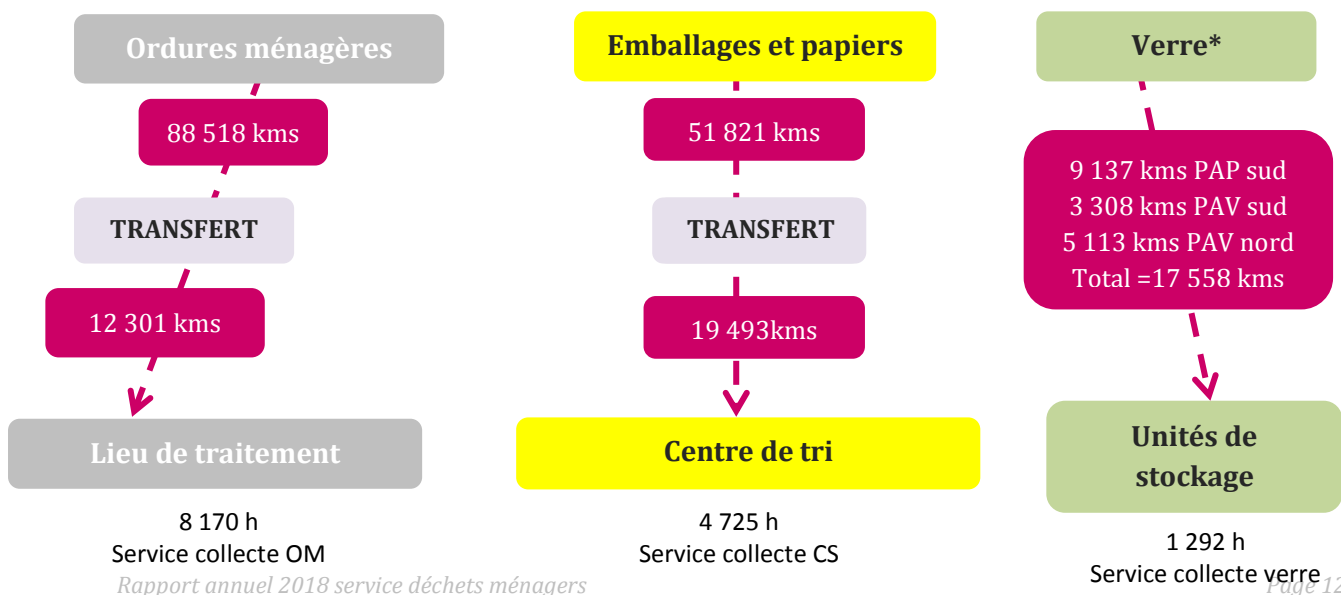 Ordures ménagères
88 518 kms
TRANSFERT
12 301 kms
Lieu de traitement
8 170 h
Service collecte OM
Emballages et papiers
51 821 kms
TRANSFERT
19 493kms
Centre de tri
4 725 h
Service collecte CS
Verre*
9 137 kms PAP sud
3 308 kms PAV sud
5 113 kms PAV nord
Total =17 558 kms
Unités de
stockage
1 292 h
Service collecte verre
Rapport annuel 2018 service déchets ménagers
Page 12